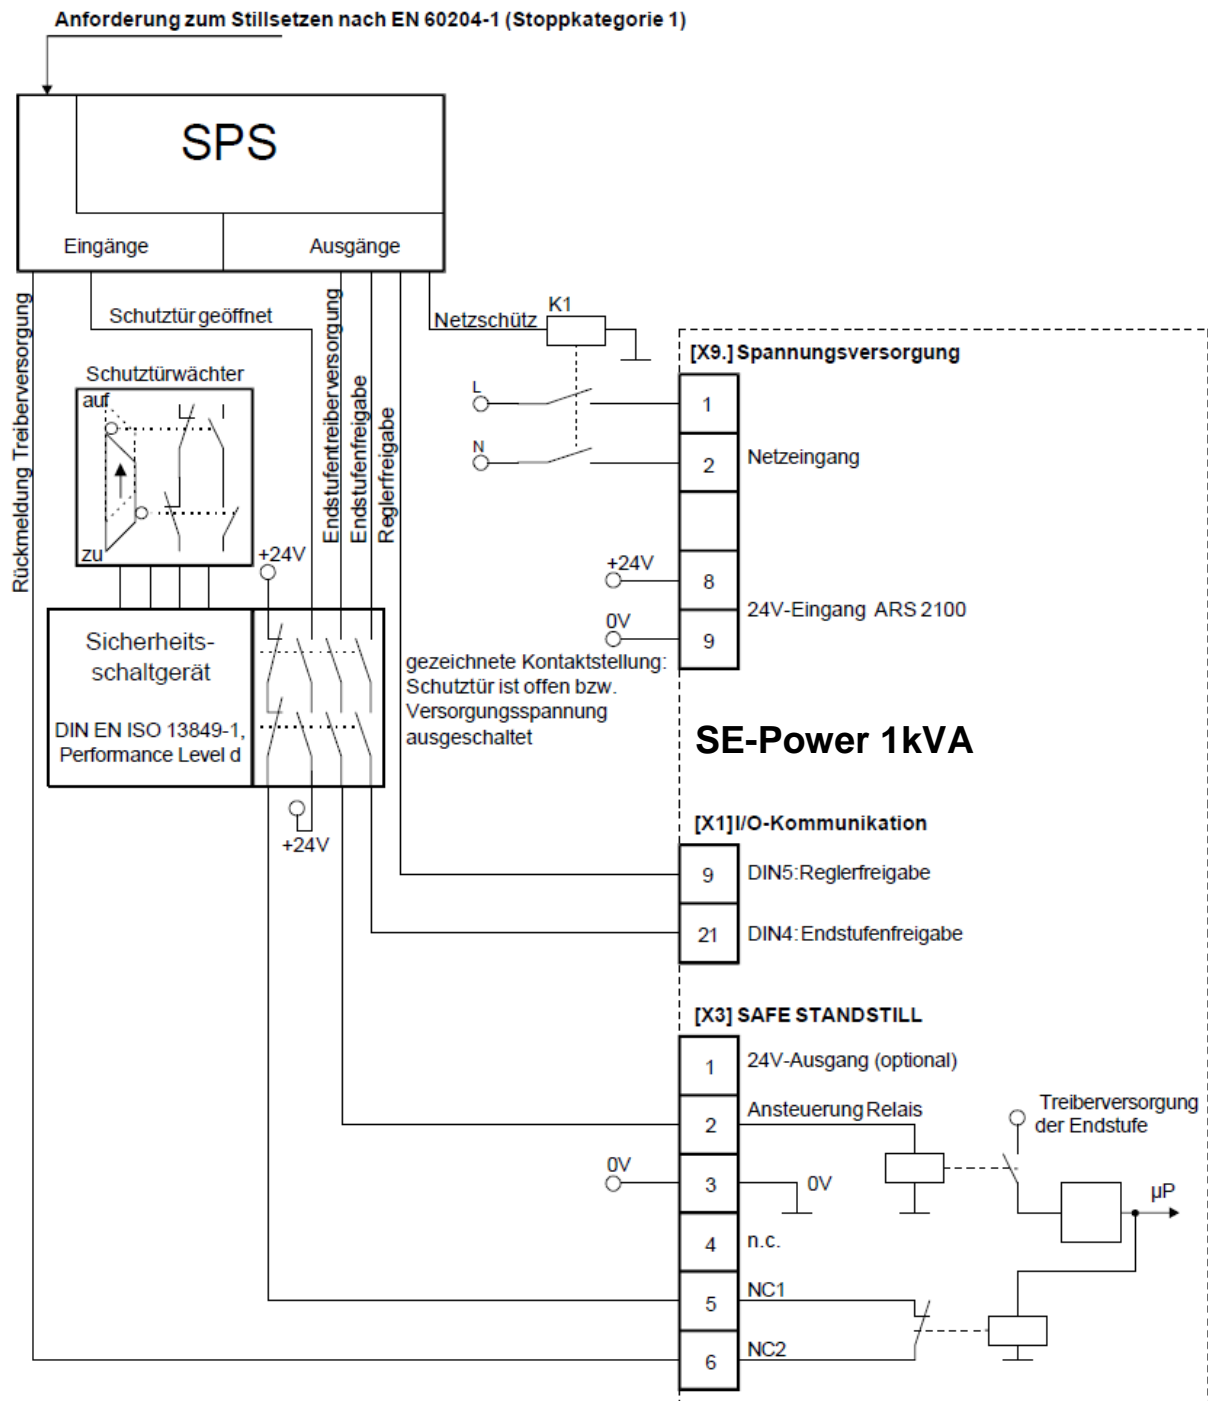 Anforderung zum Stillsetzen nach EN 60204-1 (Stoppkategorie 1)
SPS
Eingänge
Ausgänge
Rückmeldung Treiberversorgung
Schutztür geöffnet
Endstufentreiberversorgung
Endstufenfreigabe
Reglerfreigabe
Netzschütz
K1
Schutztürwächter
auf
zu
+24V
Sicherheits-
schaltgerät
DIN EN ISO 13849-1,
Performance Level d
+24V
gezeichnete Kontaktstellung:
Schutztür ist offen bzw.
Versorgungsspannung
ausgeschaltet
[X9.] Spannungsversorgung
L
1
N
2
Netzeingang
+24V
8
24V-Eingang ARS 2100
0V
9
SE-Power 1kVA
[X1] I/O-Kommunikation
9
DIN5: Reglerfreigabe
21
DIN4: Endstufenfreigabe
[X3] SAFE STANDSTILL
1
24V-Ausgang (optional)
2
Ansteuerung Relais
Treiberversorgung
der Endstufe
0V
3
0V
µP
4
n.c.
5
NC1
6
NC2